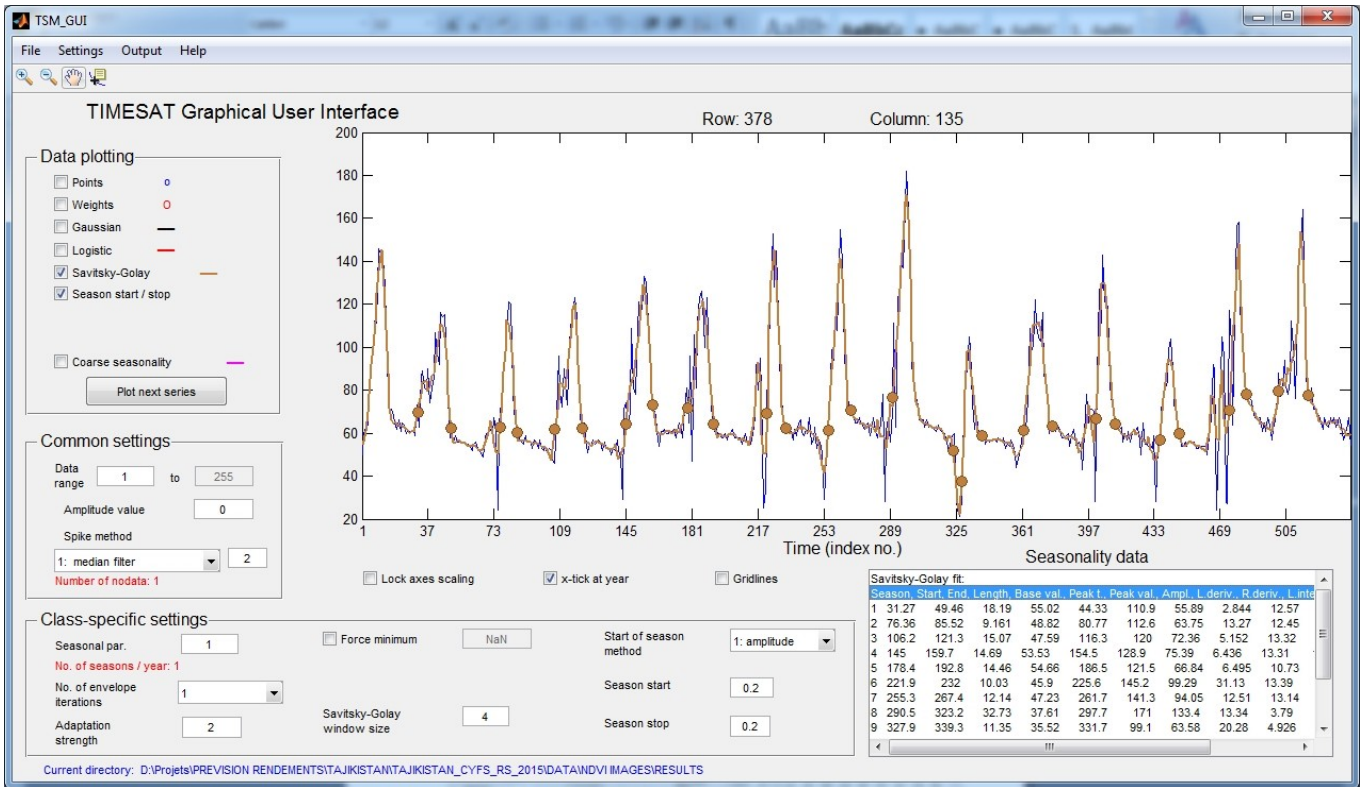 TSM_GUI
File Settings Output Help
TIMESAT Graphical User Interface
Row: 378 Column: 135
Data plotting
Points o
Weights O
Gaussian
Logistic
Savitsky-Golay
Season start / stop
Coarse seasonality
Plot next series
200
180
160
140
120
100
80
60
40
20
1 37 73 109 145 181 217 253 289 325 361 397 433 469 505
Time (index no.)
Common settings
Data range 1 to 255
Amplitude value 0
Spike method
1: median filter 2
Number of nodata: 1
Lock axes scaling x-tick at year Gridlines
Class-specific settings
Seasonal par. 1
No. of seasons / year: 1
No. of envelope iterations 1
Adaptation strength 2
Force minimum NaN
Savitsky-Golay window size 4
Start of season method 1: amplitude
Season start 0.2
Season stop 0.2
Seasonality data
Savitsky-Golay fit:
Season, Start, End, Length, Base val., Peak t., Peak val., Ampl., L.deriv., R.deriv., L.inte
1 31.27 49.46 18.19 55.02 44.33 110.9 55.89 2.844 12.57
2 76.36 85.52 9.161 48.82 80.77 112.6 63.75 13.27 12.45
3 106.2 121.3 15.07 47.59 116.3 120 72.36 5.152 13.32
4 145 159.7 14.69 53.53 154.5 128.9 75.39 6.436 13.31
5 178.4 192.8 14.46 54.66 186.5 121.5 66.84 6.495 10.73
6 221.9 232 10.03 45.9 225.6 145.2 99.29 31.13 13.39
7 255.3 267.4 12.14 47.23 261.7 141.3 94.05 12.51 13.14
8 290.5 323.2 32.73 37.61 297.7 171 133.4 13.34 3.79
9 327.9 339.3 11.35 35.52 331.7 99.1 63.58 20.28 4.926
Current directory: D:\Projets\PREVISION RENDEMENTS\TAJIKISTAN\TAJIKISTAN_CYFS_RS_2015\DATA\NDVI IMAGES\RESULTS